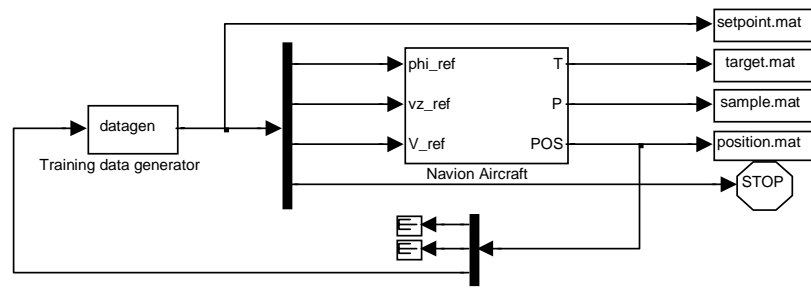 setpoint.mat
phi_ref
T
target.mat
vz_ref
P
sample.mat
datagen
V_ref
POS
position.mat
Training data generator
Navion Aircraft
STOP